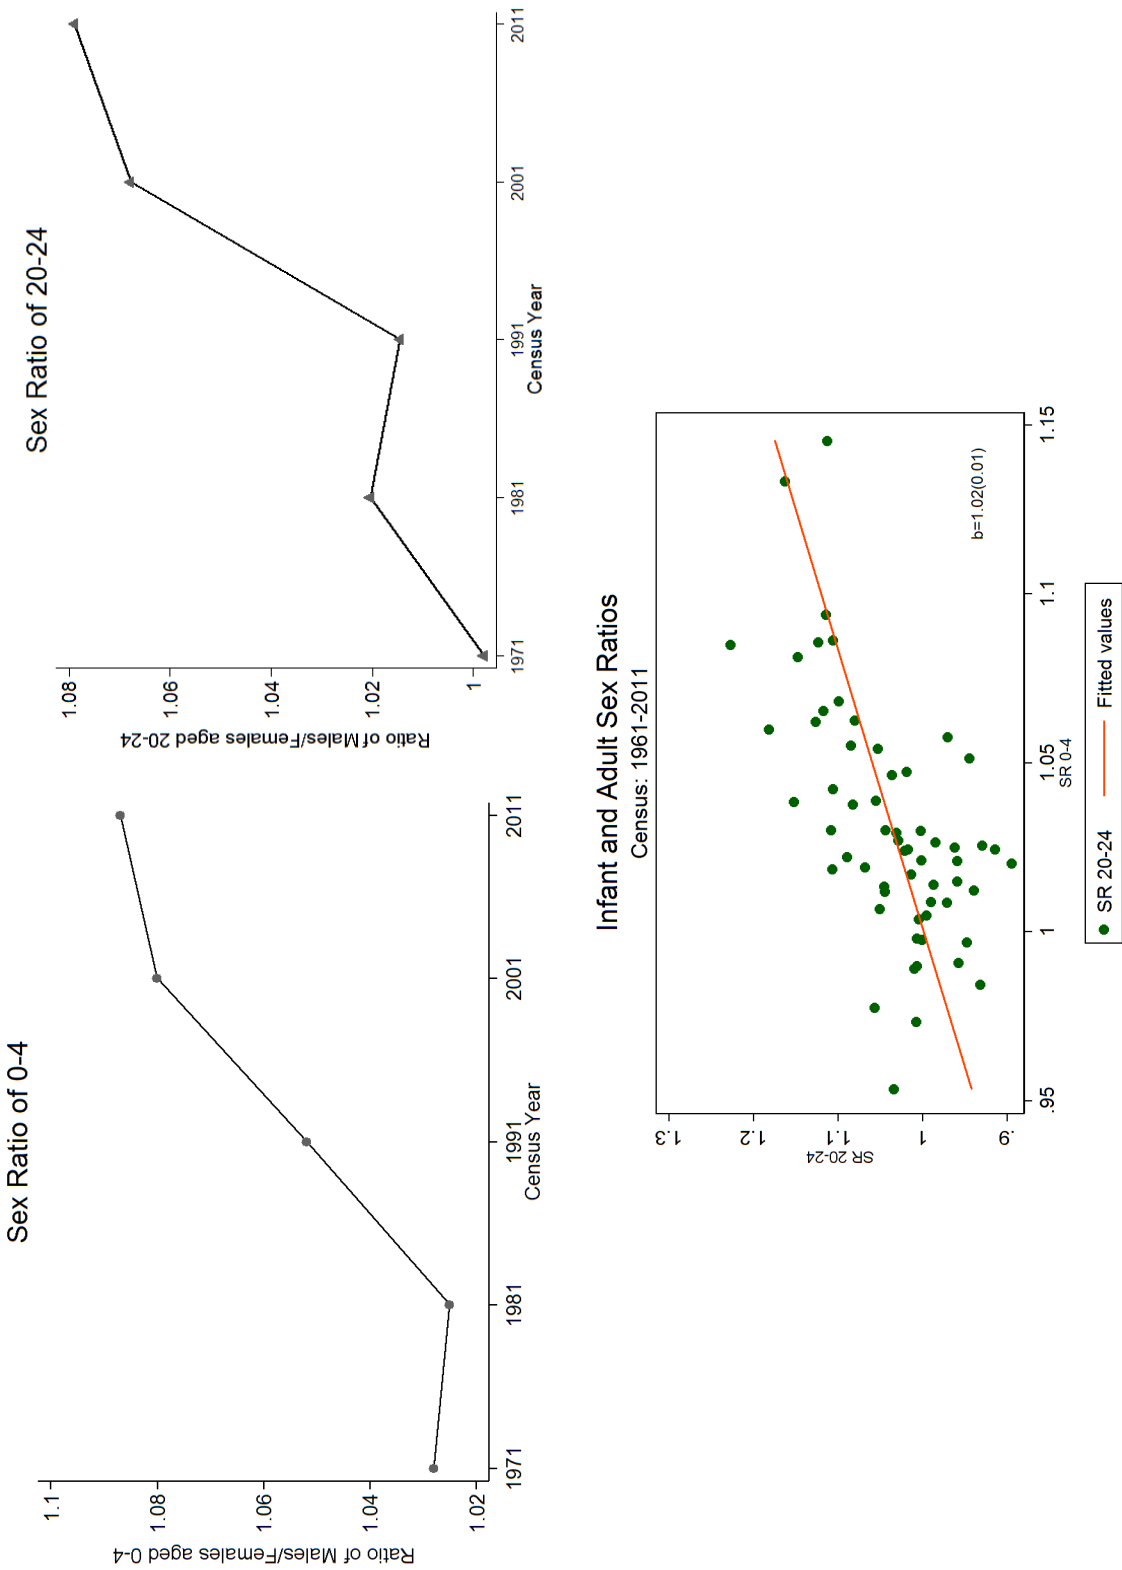 Sex Ratio of 0-4
Ratio of Males/Females aged 0-4
1.1
1.08
1.06
1.04
1.02
1971
1981
1991
2001
2011
Census Year
Sex Ratio of 20-24
Ratio of Males/Females aged 20-24
1.08
1.06
1.04
1.02
1
1971
1981
1991
2001
2011
Census Year
Infant and Adult Sex Ratios
Census: 1961-2011
SR 20-24
1.3
1.2
1.1
1
.9
b=1.02(0.01)
.95
1
1.05
1.1
1.15
SR 0-4
SR 20-24
Fitted values